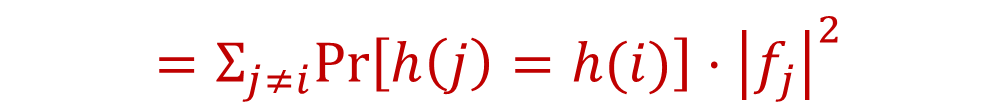 = Σ_{j≠i}Pr[h(j) = h(i)] · |f_j|²